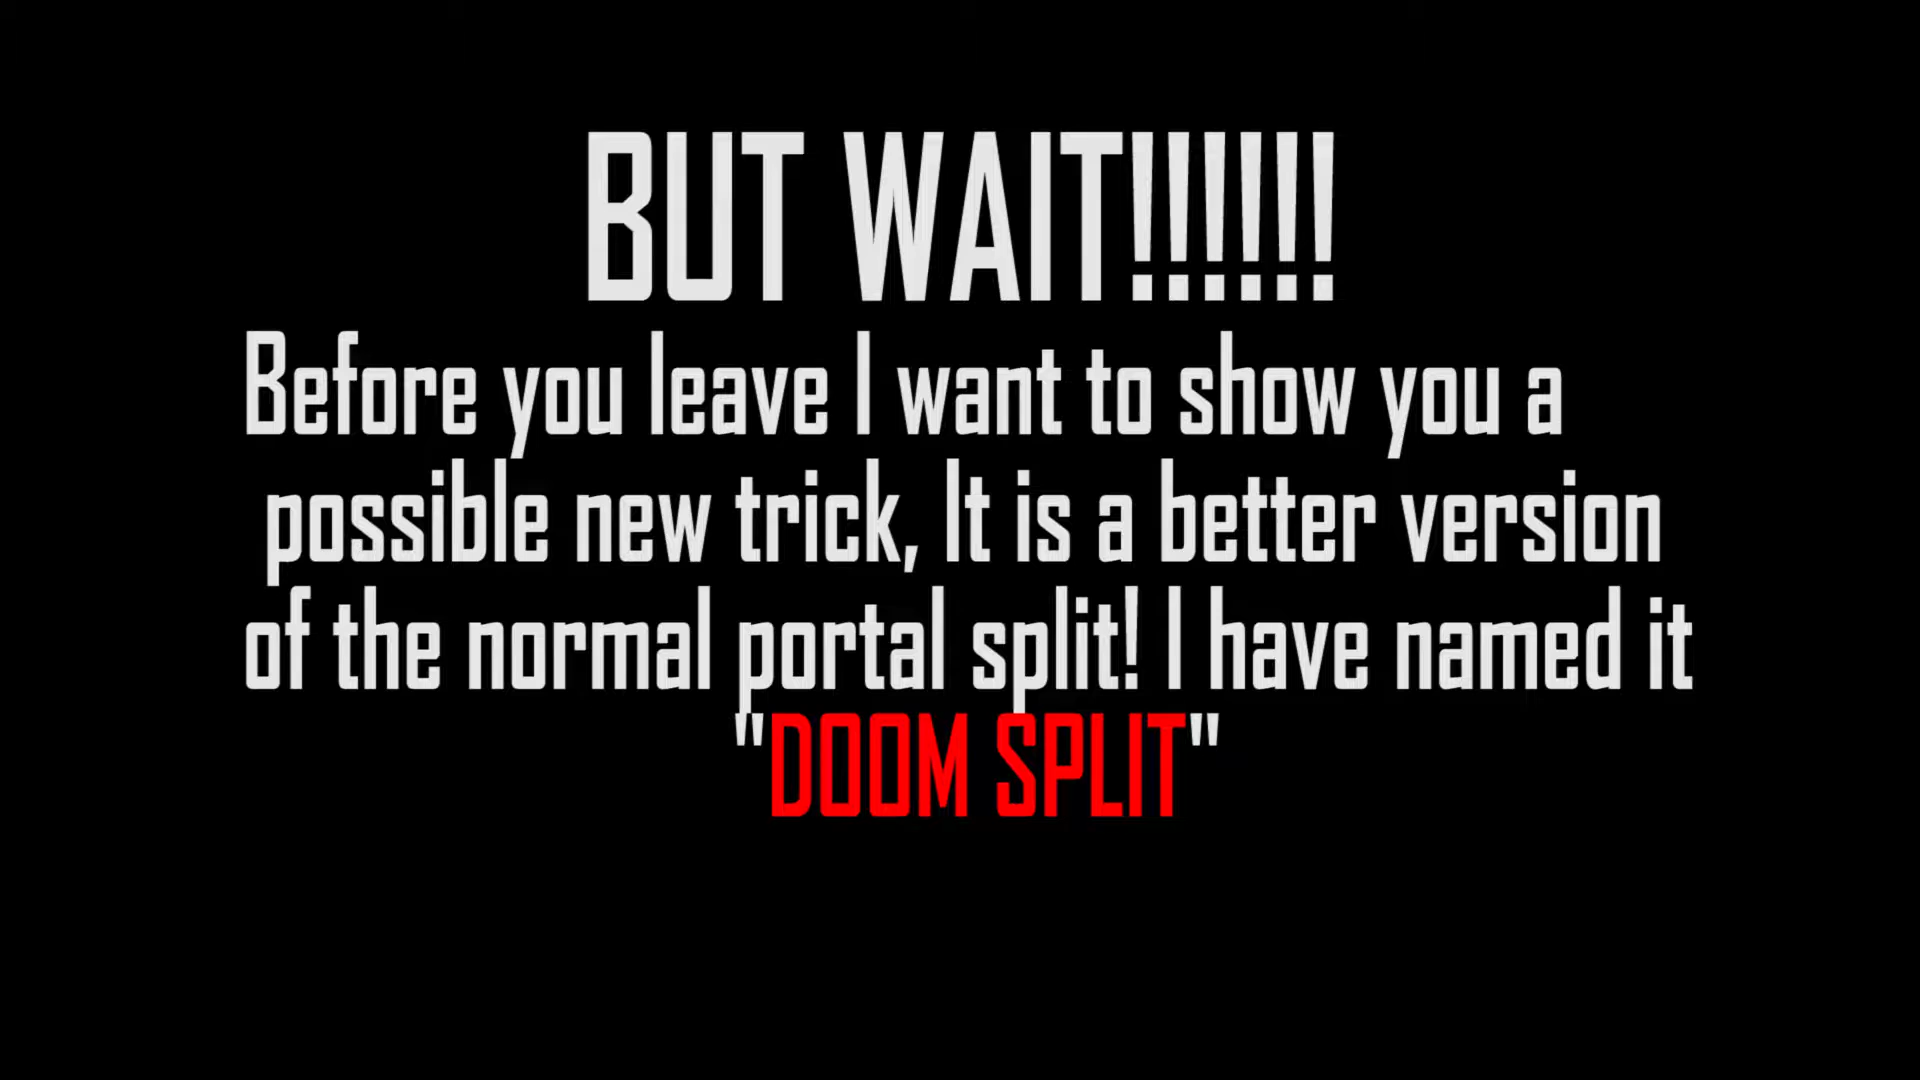 BUT WAIT!!!!!!
Before you leave I want to show you a
possible new trick, It is a better version
of the normal portal split! I have named it
"DOOM SPLIT"